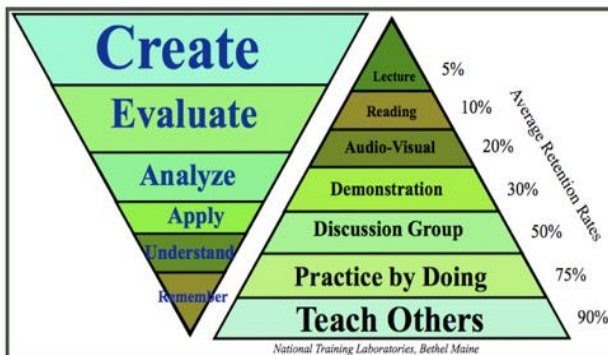 Create
Evaluate
Analyze
Apply
Understand
Remember
Lecture
5%
Reading
10%
Audio-Visual
20%
Demonstration
30%
Discussion Group
50%
Practice by Doing
75%
Teach Others
90%
Average Retention Rates
National Training Laboratories, Bethel Maine